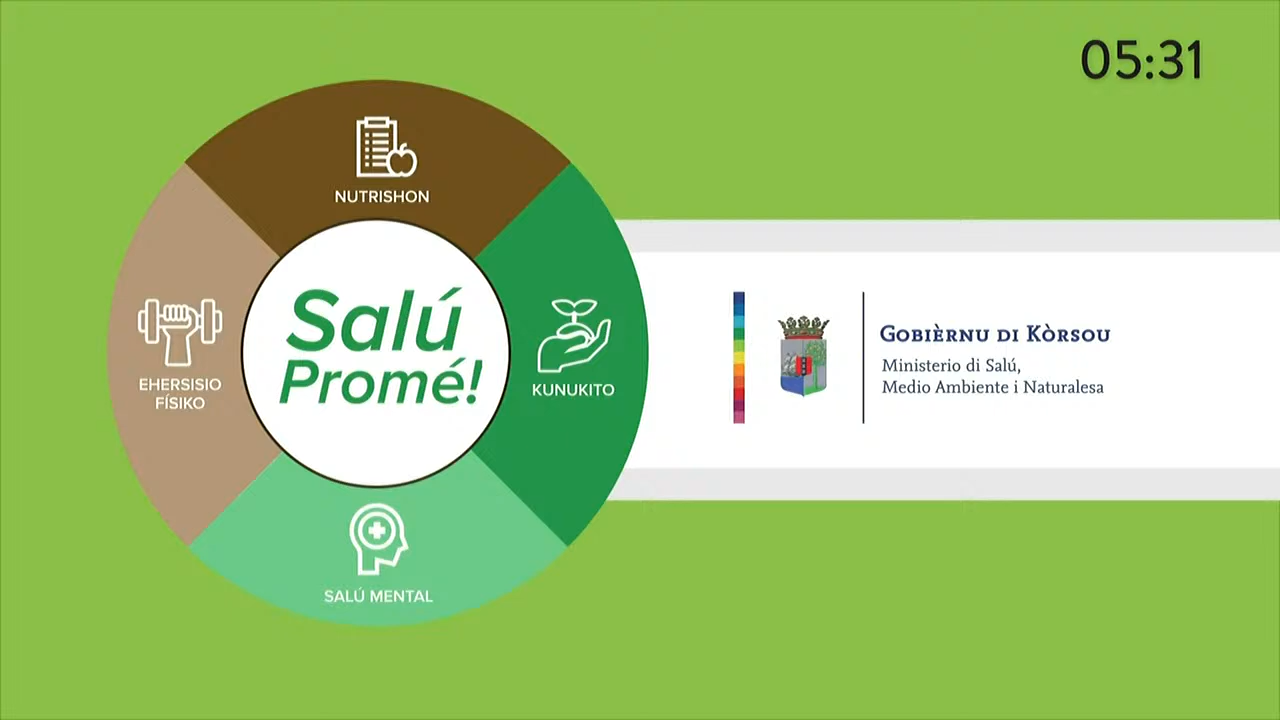 05:31
NUTRISHON
EHERSISIO
FÍSIKO
Salú
Promé!
KUNUKITO
SALÚ MENTAL
GOBIÈRNU DI KÒRSOU
Ministerio di Salú,
Medio Ambiente i Naturalesa